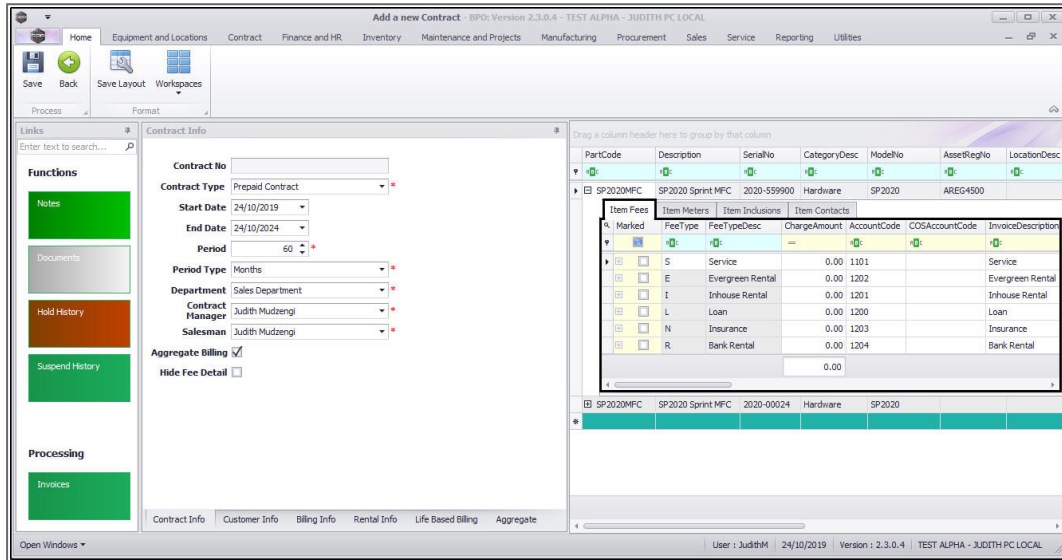 Add a new Contract - BPO: Version 2.3.0.4 - TEST ALPHA - JUDITH PC LOCAL
Home Equipment and Locations Contract Finance and HR Inventory Maintenance and Projects Manufacturing Procurement Sales Service Reporting Utilities
Save Back Save Layout Workspaces
Process Format
Links
Enter text to search...
Functions
Notes
Documents
Hold History
Suspend History
Processing
Invoices
Contract Info
Contract No
Contract Type Prepaid Contract *
Start Date 24/10/2019
End Date 24/10/2024
Period 60 *
Period Type Months *
Department Sales Department *
Contract
Manager Judith Mudzengi *
Salesman Judith Mudzengi *
Aggregate Billing
Hide Fee Detail
Contract Info Customer Info Billing Info Rental Info Life Based Billing Aggregate
Drag a column header here to group by that column
PartCode Description SerialNo CategoryDesc ModelNo AssetRegNo LocationDesc
SP2020MFC SP2020 Sprint MFC 2020-559900 Hardware SP2020 AREG4500
Item Fees Item Meters Item Inclusions Item Contacts
Marked FeeType FeeTypeDesc ChargeAmount AccountCode COSAccountCode InvoiceDescription
=
S Service 0.00 1101 Service
E Evergreen Rental 0.00 1202 Evergreen Rental
I Inhouse Rental 0.00 1201 Inhouse Rental
L Loan 0.00 1200 Loan
N Insurance 0.00 1203 Insurance
R Bank Rental 0.00 1204 Bank Rental
0.00
SP2020MFC SP2020 Sprint MFC 2020-00024 Hardware SP2020
Open Windows User : JudithM 24/10/2019 Version : 2.3.0.4 TEST ALPHA - JUDITH PC LOCAL